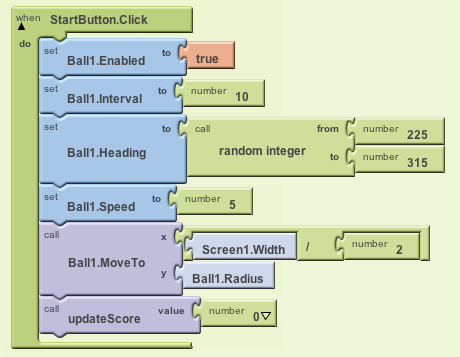 when StartButton.Click
do
set Ball1.Enabled to true
set Ball1.Interval to number 10
set Ball1.Heading to call random integer from number 225
to number 315
set Ball1.Speed to number 5
call Ball1.MoveTo x Screen1.Width / number 2
y Ball1.Radius
call updateScore value number 0